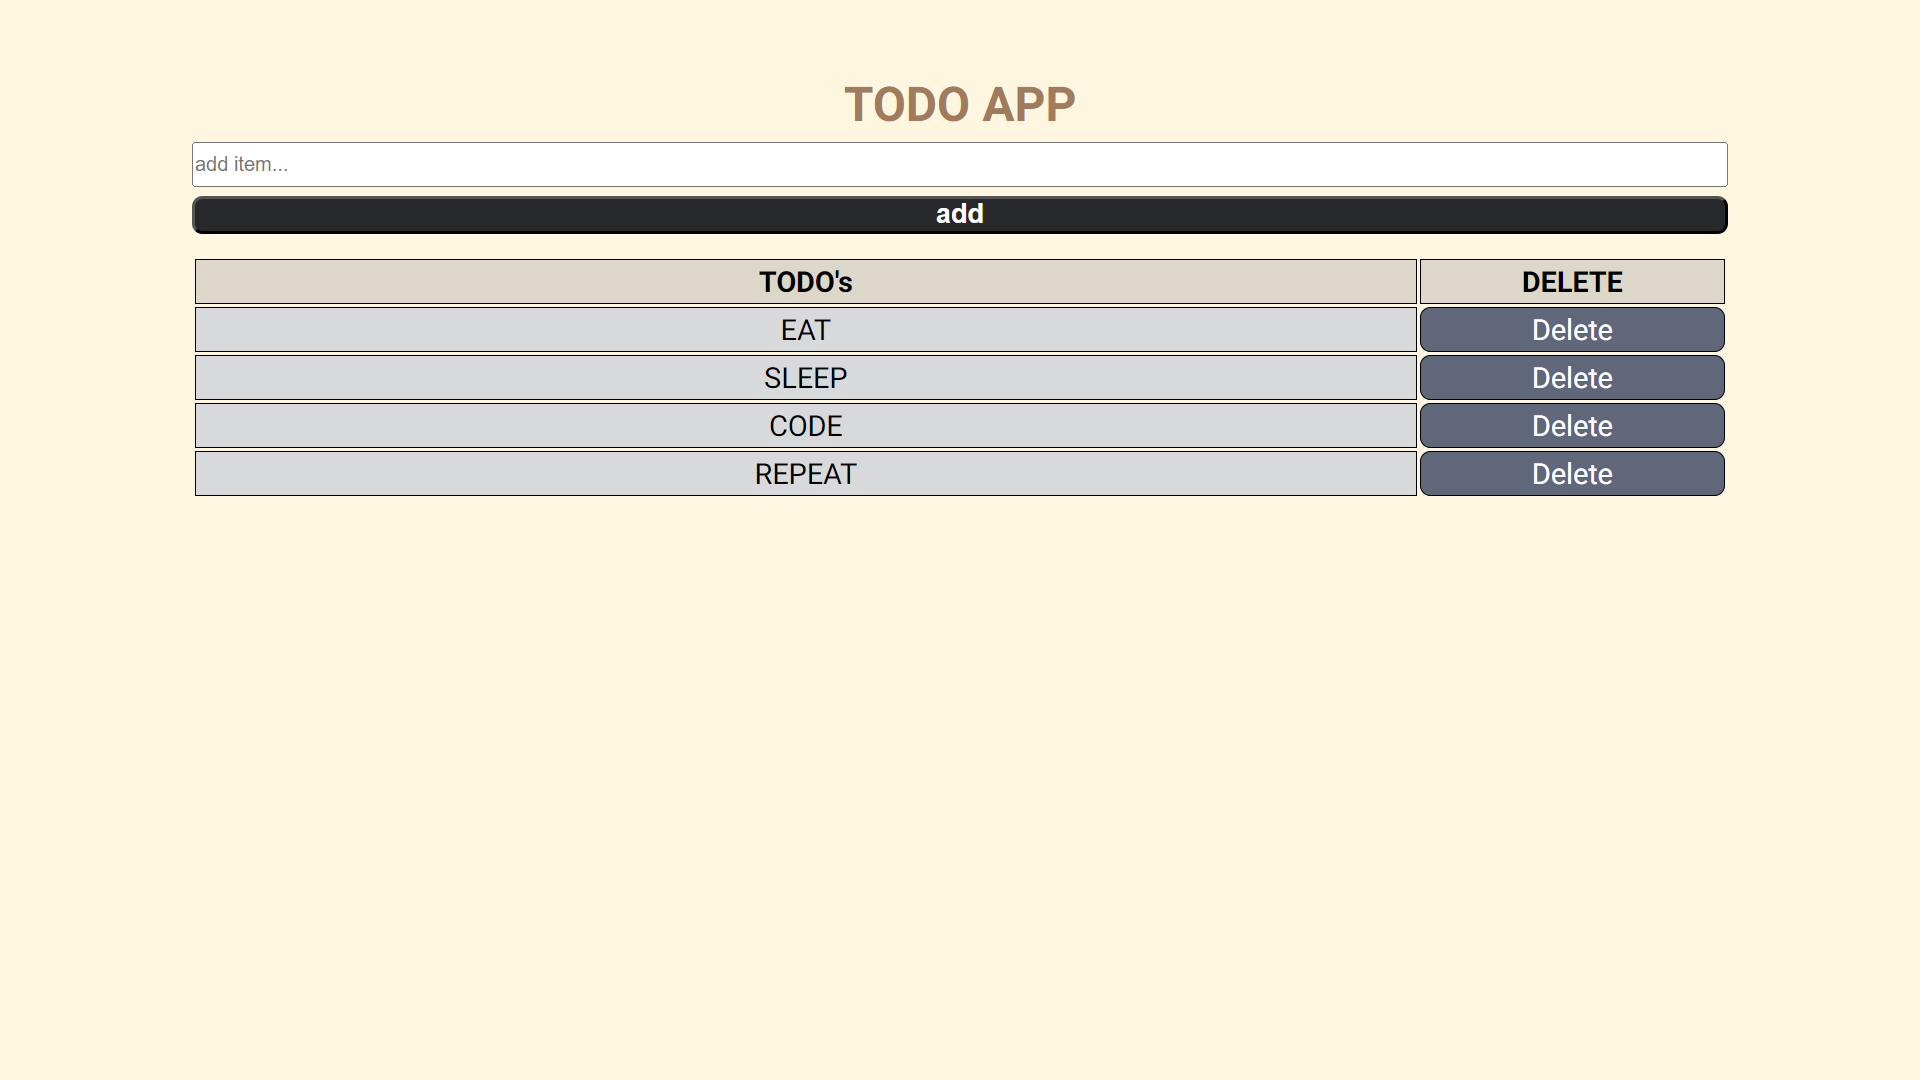 TODO APP
add item...
add
TODO's DELETE
EAT Delete
SLEEP Delete
CODE Delete
REPEAT Delete